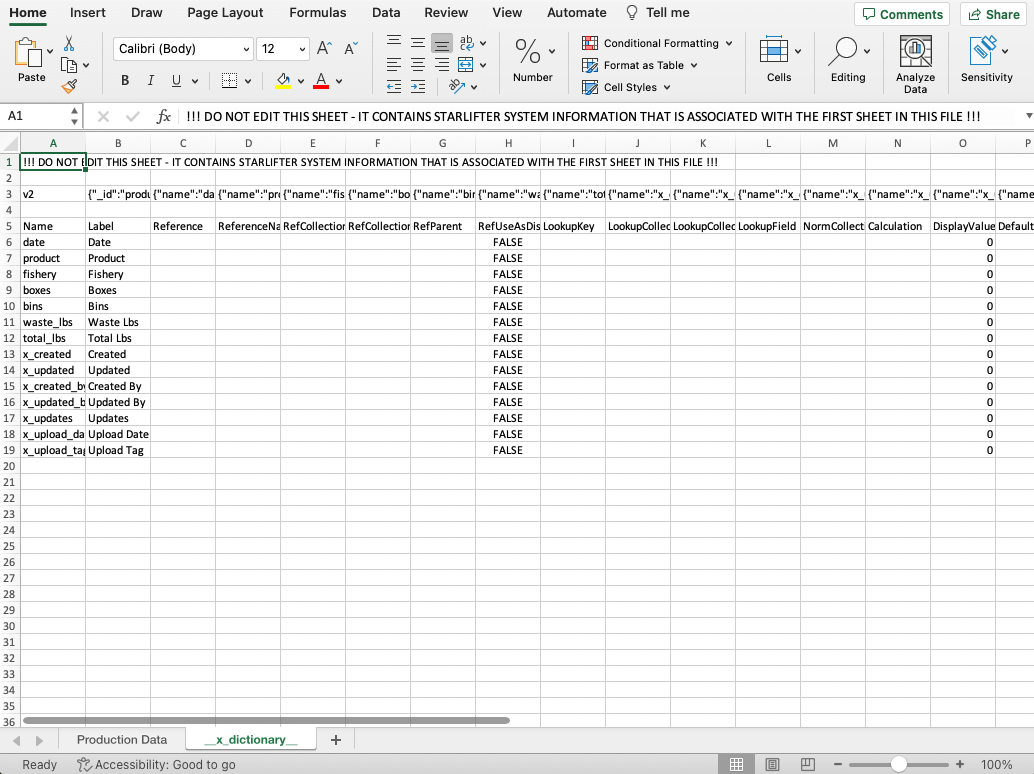 Home Insert Draw Page Layout Formulas Data Review View Automate Tell me Comments Share
Paste
Calibri (Body) 12 A^ A˅
B I U A
ab
%
Number
Conditional Formatting
Format as Table
Cell Styles
Cells
Editing
Analyze Data
Sensitivity
A1 fx !!! DO NOT EDIT THIS SHEET - IT CONTAINS STARLIFTER SYSTEM INFORMATION THAT IS ASSOCIATED WITH THE FIRST SHEET IN THIS FILE !!!
A B C D E F G H I J K L M N O P
1 !!! DO NOT EDIT THIS SHEET - IT CONTAINS STARLIFTER SYSTEM INFORMATION THAT IS ASSOCIATED WITH THE FIRST SHEET IN THIS FILE !!!
2
3 v2 {"_id":"produ {"name":"da {"name":"pro {"name":"fis {"name":"bo {"name":"bin {"name":"wa {"name":"tot {"name":"x_ {"name":"x_ {"name":"x_ {"name":"x_ {"name":"x_ {"name":"x_ {"name
4
5 Name Label Reference ReferenceNa RefCollection RefCollection RefParent RefUseAsDis LookupKey LookupCollec LookupCollec LookupField NormCollect Calculation DisplayValue Default
6 date Date FALSE 0
7 product Product FALSE 0
8 fishery Fishery FALSE 0
9 boxes Boxes FALSE 0
10 bins Bins FALSE 0
11 waste_lbs Waste Lbs FALSE 0
12 total_lbs Total Lbs FALSE 0
13 x_created Created FALSE 0
14 x_updated Updated FALSE 0
15 x_created_by Created By FALSE 0
16 x_updated_b Updated By FALSE 0
17 x_updates Updates FALSE 0
18 x_upload_da Upload Date FALSE 0
19 x_upload_tag Upload Tag FALSE 0
20
21
22
23
24
25
26
27
28
29
30
31
32
33
34
35
36
Production Data __x_dictionary__ +
Ready Accessibility: Good to go 100%